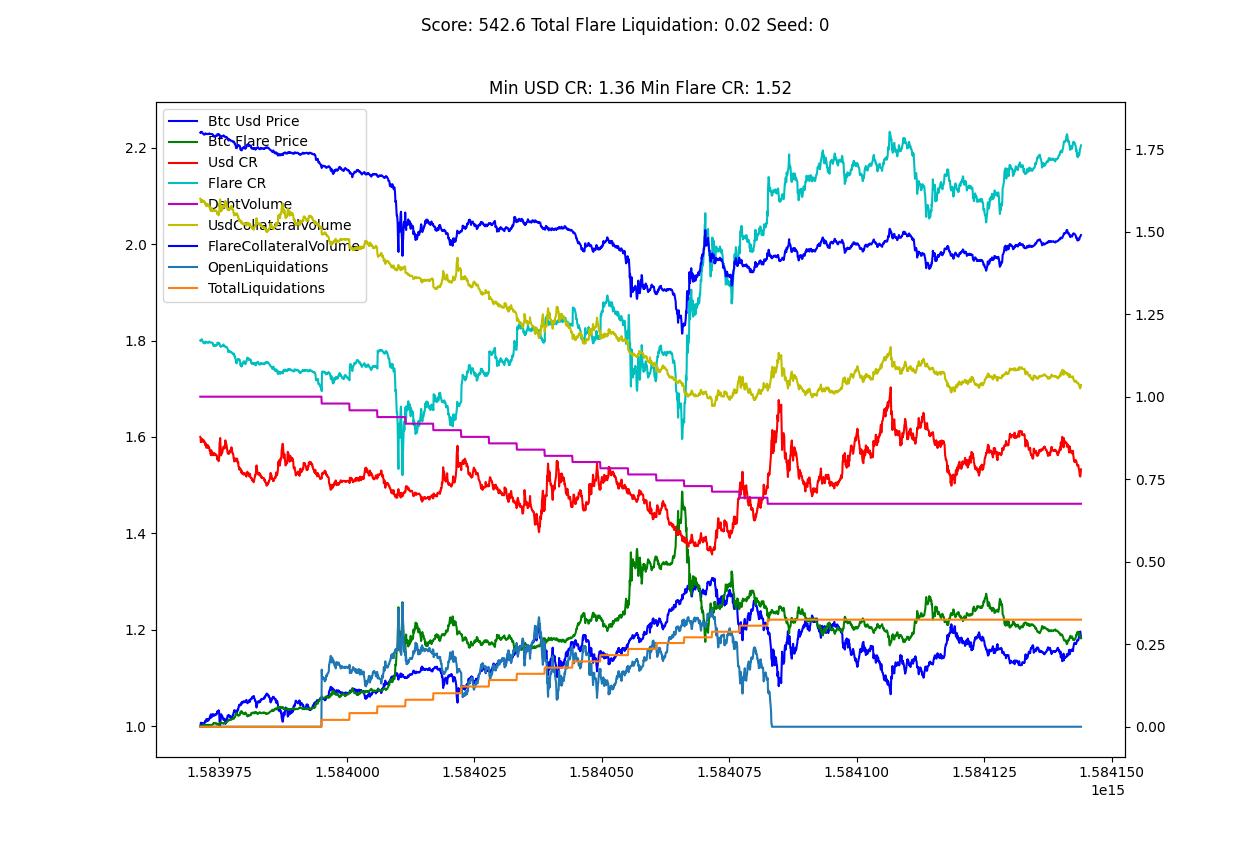 Score: 542.6 Total Flare Liquidation: 0.02 Seed: 0
Min USD CR: 1.36 Min Flare CR: 1.52
Btc Usd Price
Btc Flare Price
Usd CR
Flare CR
DebtVolume
UsdCollateralVolume
FlareCollateralVolume
OpenLiquidations
TotalLiquidations
2.2
2.0
1.8
1.6
1.4
1.2
1.0
1.75
1.50
1.25
1.00
0.75
0.50
0.25
0.00
1.583975 1.584000 1.584025 1.584050 1.584075 1.584100 1.584125 1.584150
1e15